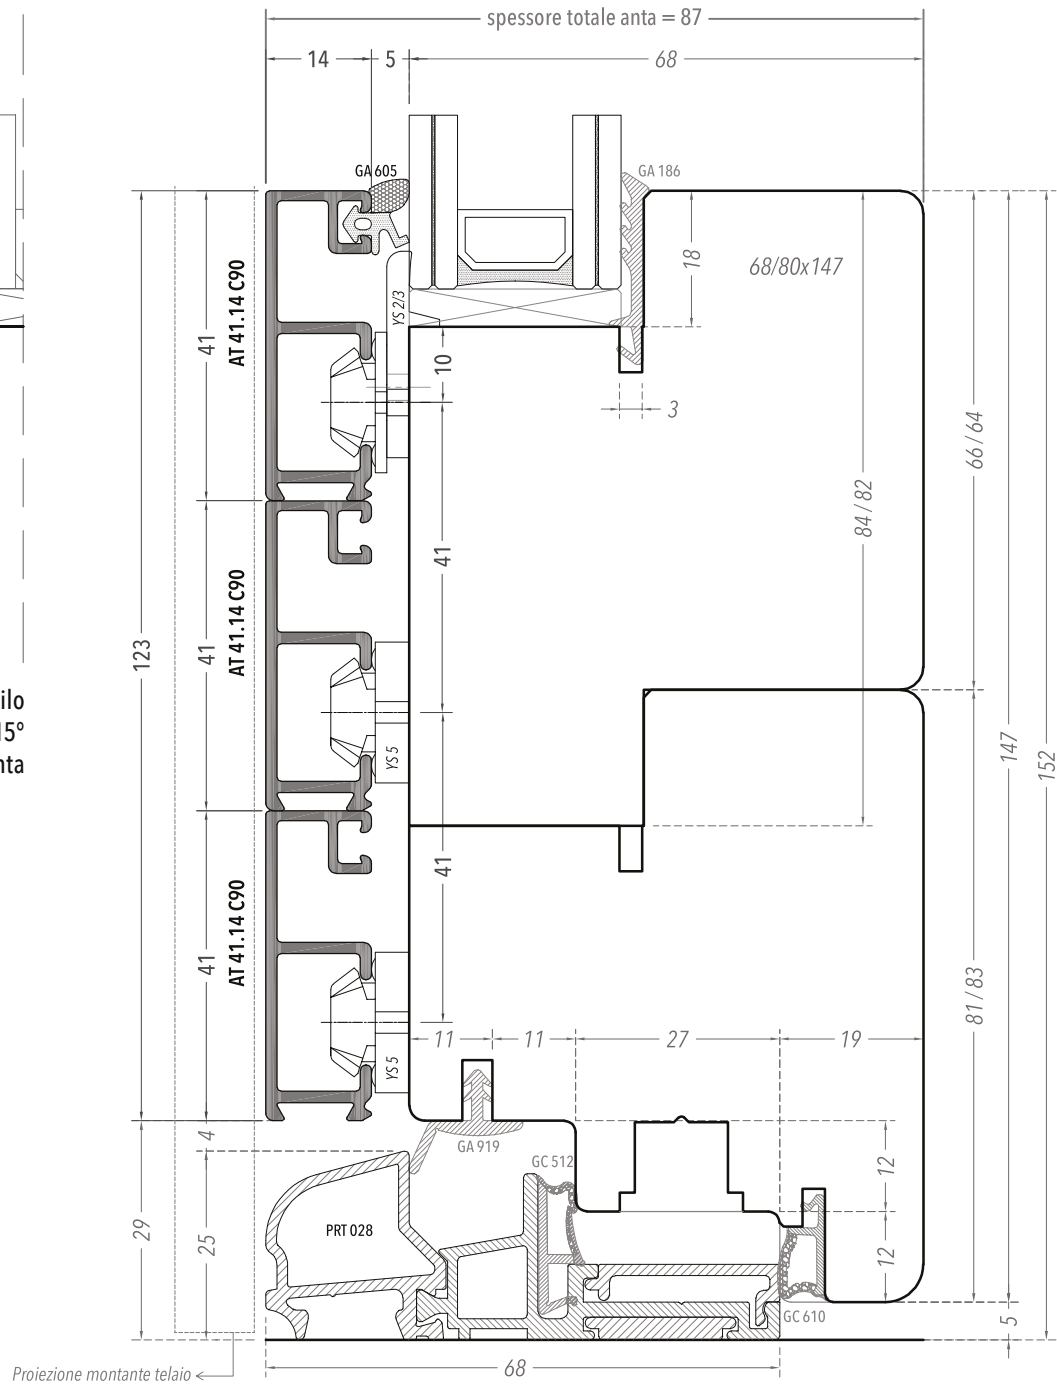 spessore totale anta = 87
14
5
68
GA 605
GA 186
68/80x147
18
YS 2/3
AT 41.14 C90
41
10
3
66 / 64
84 / 82
41
AT 41.14 C90
41
123
ilo
15°
nta
YS 5
147
152
41
AT 41.14 C90
41
81 / 83
11
11
27
19
YS 5
4
GA 919
GC 512
12
PRT 028
29
25
12
GC 610
5
68
Proiezione montante telaio